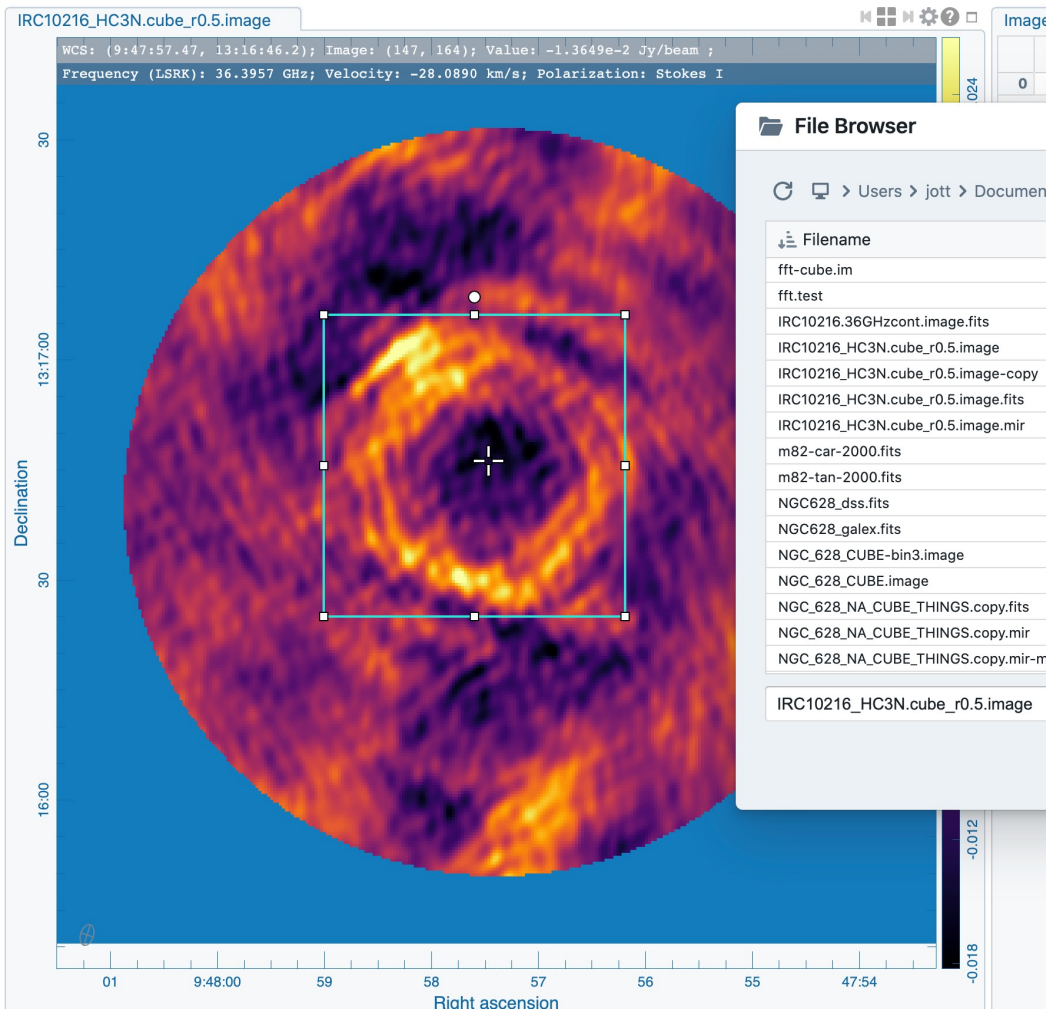 IRC10216_HC3N.cube_r0.5.image
Image
WCS: (9:47:57.47, 13:16:46.2); Image: (147, 164); Value: -1.3649e-2 Jy/beam ;
Frequency (LSRK): 36.3957 GHz; Velocity: -28.0890 km/s; Polarization: Stokes I
0
024
File Browser
30
Users > jott > Documen
Filename
fft-cube.im
fft.test
IRC10216.36GHzcont.image.fits
13:17:00
IRC10216_HC3N.cube_r0.5.image
IRC10216_HC3N.cube_r0.5.image-copy
IRC10216_HC3N.cube_r0.5.image.fits
IRC10216_HC3N.cube_r0.5.image.mir
m82-car-2000.fits
m82-tan-2000.fits
Declination
NGC628_dss.fits
NGC628_galex.fits
NGC_628_CUBE-bin3.image
30
NGC_628_CUBE.image
NGC_628_NA_CUBE_THINGS.copy.fits
NGC_628_NA_CUBE_THINGS.copy.mir
NGC_628_NA_CUBE_THINGS.copy.mir-m
IRC10216_HC3N.cube_r0.5.image
16:00
-0.012
-0.018
01
9:48:00
59
58
57
56
55
47:54
Right ascension